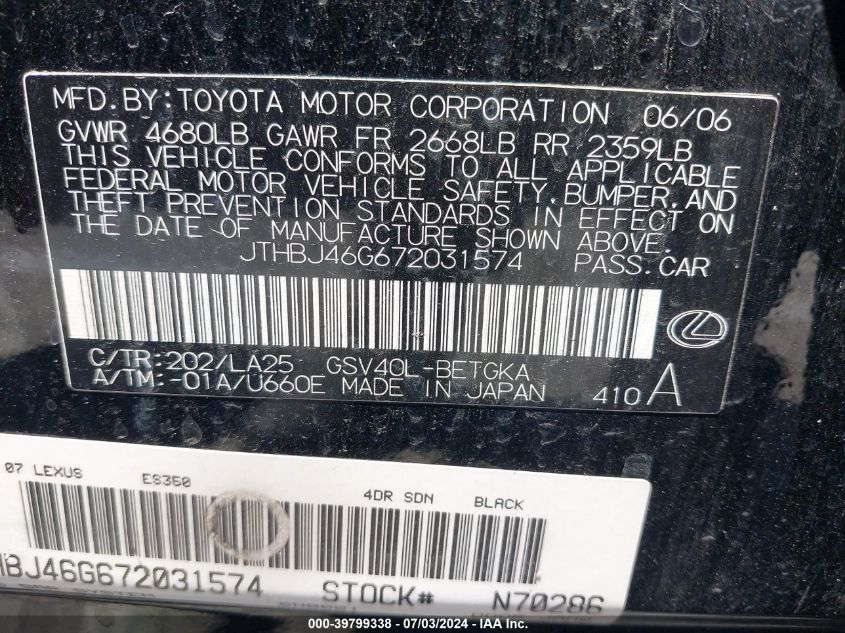 MFD.BY:TOYOTA MOTOR CORPORATION 06/06
GVWR 4680LB GAWR FR 2668LB RR 2359LB
THIS VEHICLE CONFORMS TO ALL APPLICABLE
FEDERAL MOTOR VEHICLE SAFETY,BUMPER,AND
THEFT PREVENTION STANDARDS IN EFFECT ON
THE DATE OF MANUFACTURE SHOWN ABOVE.
JTHBJ46G672031574 PASS.CAR
C/TR:202/LA25 GSV40L-BETGKA
A/TM:-01A/U660E MADE IN JAPAN 410A
07 LEXUS ES350 4DR SDN BLACK
HBJ46G672031574 STOCK# N70286
000-39799338 - 07/03/2024 - IAA Inc.